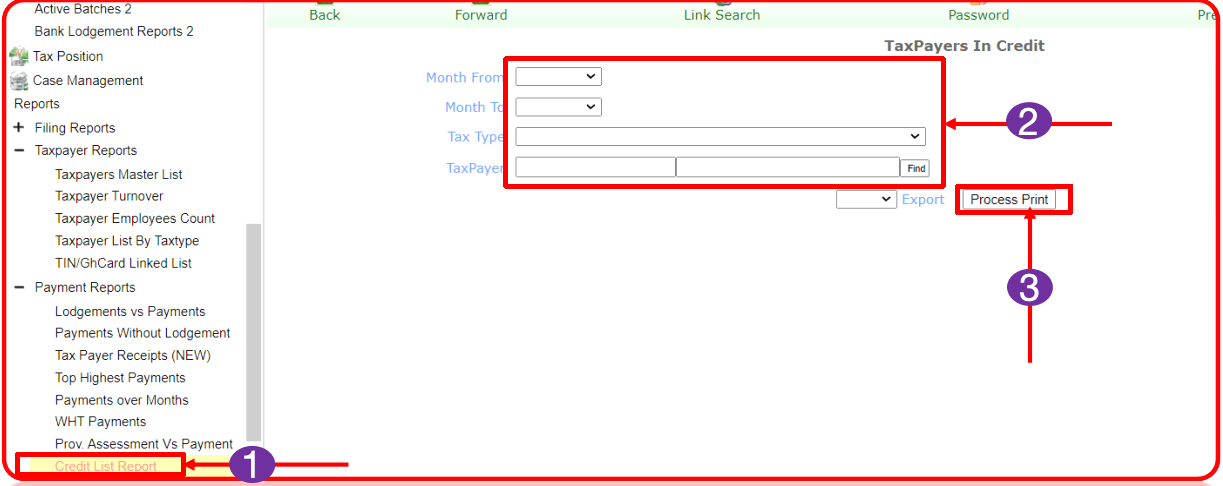 Active Batches 2
Bank Lodgement Reports 2
Tax Position
Case Management
Reports
Filing Reports
Taxpayer Reports
Taxpayers Master List
Taxpayer Turnover
Taxpayer Employees Count
Taxpayer List By Taxtype
TIN/GhCard Linked List
Payment Reports
Lodgements vs Payments
Payments Without Lodgement
Tax Payer Receipts (NEW)
Top Highest Payments
Payments over Months
WHT Payments
Prov. Assessment Vs Payment
Credit List Report
1
Back Forward Link Search Password Pre
TaxPayers In Credit
Month From
Month To
2
Tax Type
TaxPayer Find
Export Process Print
3